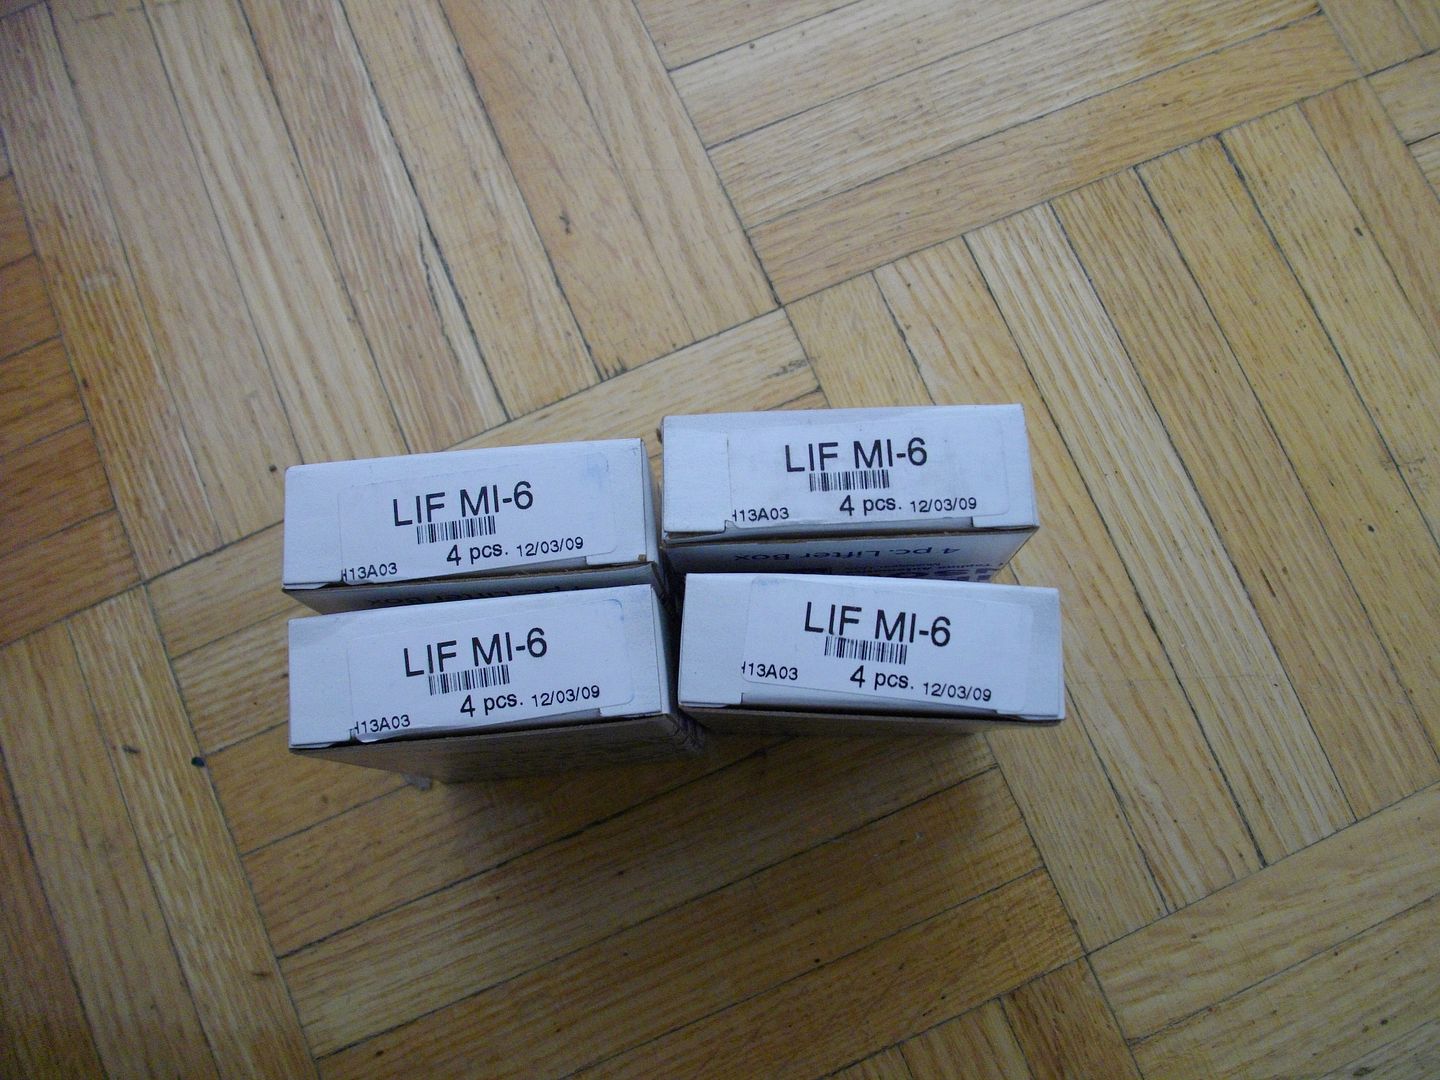 LIF MI-6
4 pcs. 12/03/09
H13A03
LIF MI-6
4 pcs. 12/03/09
H13A03
4 pc. Lifter Box
LIF MI-6
4 pcs. 12/03/09
H13A03
LIF MI-6
4 pcs. 12/03/09
H13A03